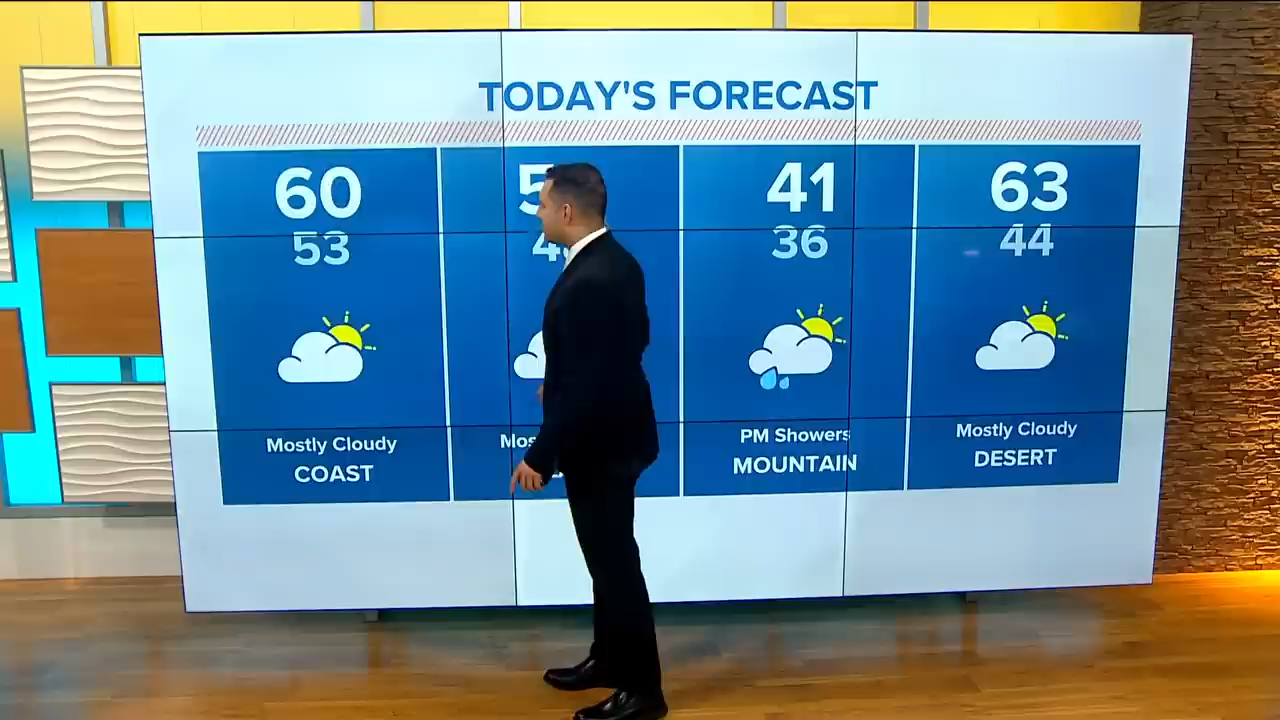 TODAY'S FORECAST
60
53
Mostly Cloudy
COAST
41
36
PM Showers
MOUNTAIN
63
44
Mostly Cloudy
DESERT